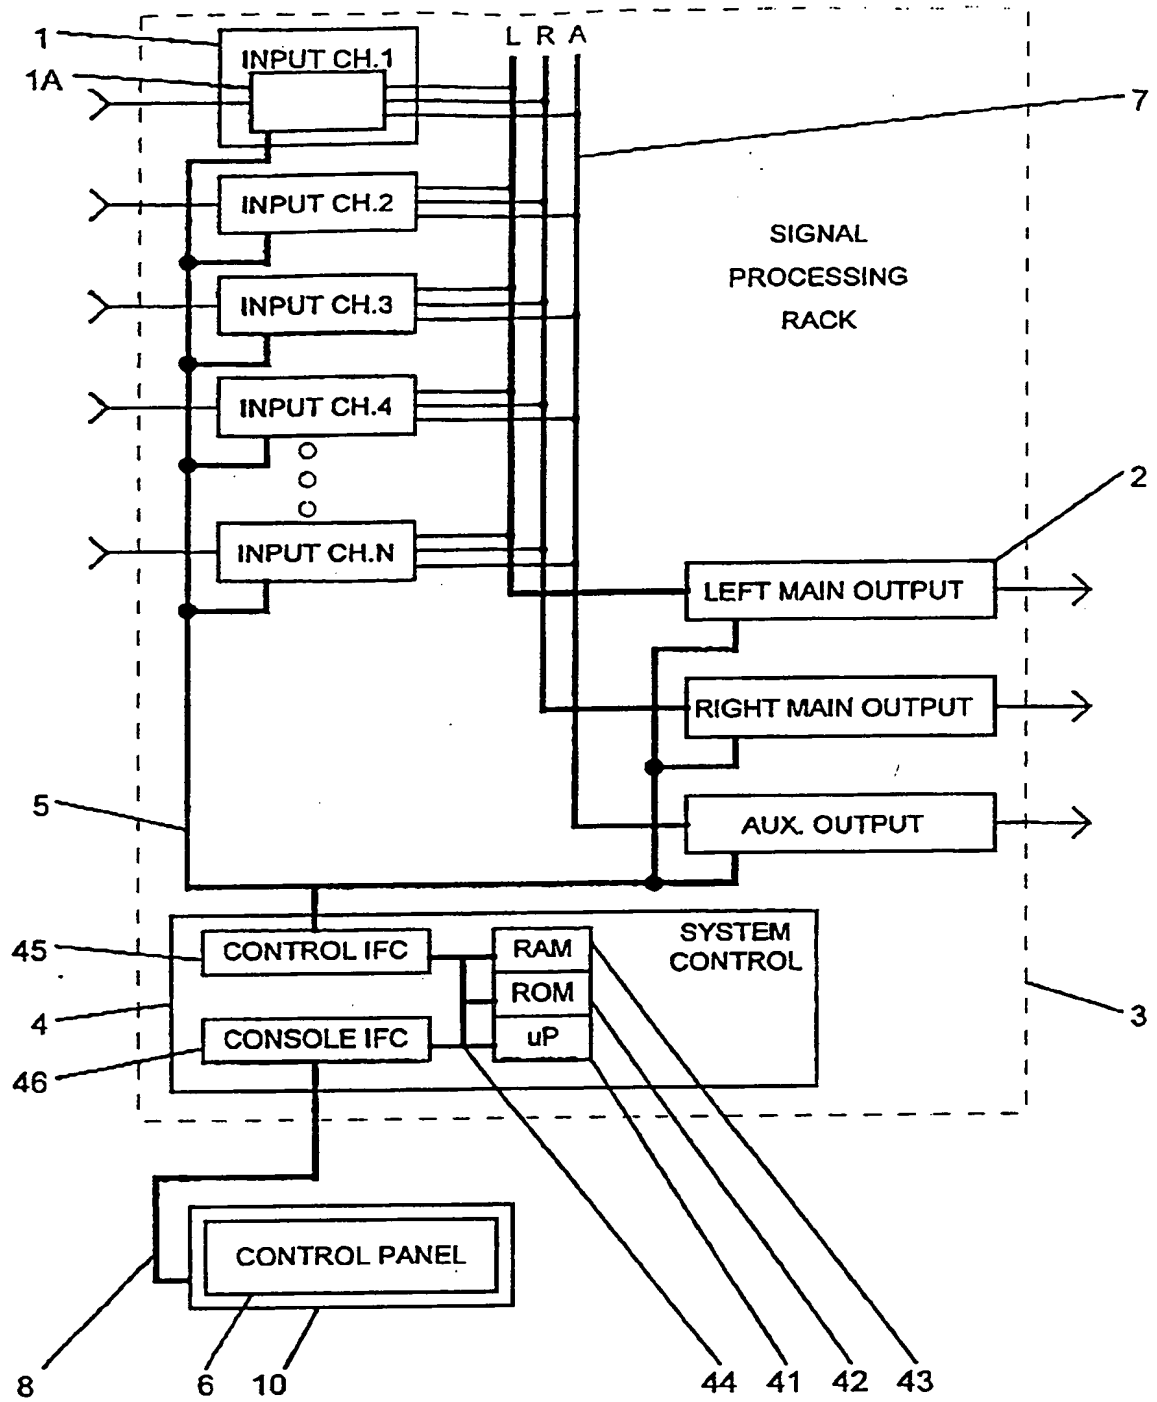 L R A
1
INPUT CH.1
1A
7
INPUT CH.2
SIGNAL
PROCESSING
RACK
INPUT CH.3
INPUT CH.4
2
INPUT CH.N
LEFT MAIN OUTPUT
RIGHT MAIN OUTPUT
5
AUX. OUTPUT
SYSTEM
CONTROL
45
CONTROL IFC
RAM
ROM
4
3
CONSOLE IFC
uP
46
CONTROL PANEL
8
6
10
44
41
42
43